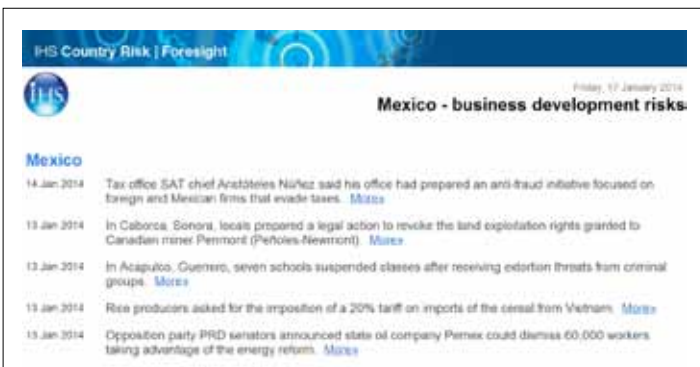 IHS Country Risk | Foresight
IHS
Friday, 17 January 2014
Mexico - business development risks
Mexico
14 Jan 2014 Tax office SAT chief Aristóteles Núñez said his office had prepared an anti-fraud initiative focused on
foreign and Mexican firms that evade taxes. More»
13 Jan 2014 In Caborca, Sonora, locals prepared a legal action to revoke the land exploitation rights granted to
Canadian miner Penmont (Peñoles-Newmont). More»
13 Jan 2014 In Acapulco, Guerrero, seven schools suspended classes after receiving extortion threats from criminal
groups. More»
13 Jan 2014 Rice producers asked for the imposition of a 20% tariff on imports of the cereal from Vietnam. More»
13 Jan 2014 Opposition party PRD senators announced state oil company Pemex could dismiss 60,000 workers
taking advantage of the energy reform. More»